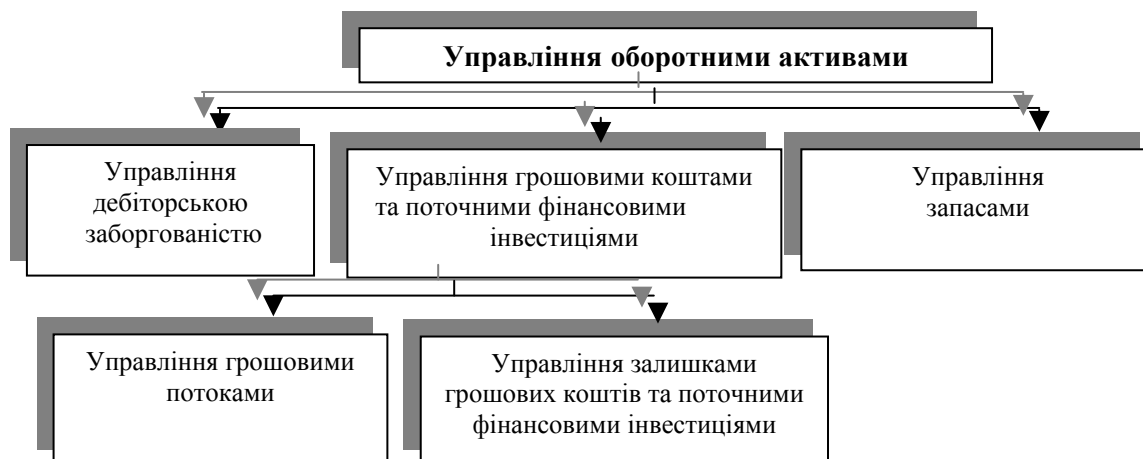 Управління оборотними активами
Управління
дебіторською
заборгованістю
Управління грошовими коштами
та поточними фінансовими
інвестиціями
Управління
запасами
Управління грошовими
потоками
Управління залишками
грошових коштів та поточними
фінансовими інвестиціями